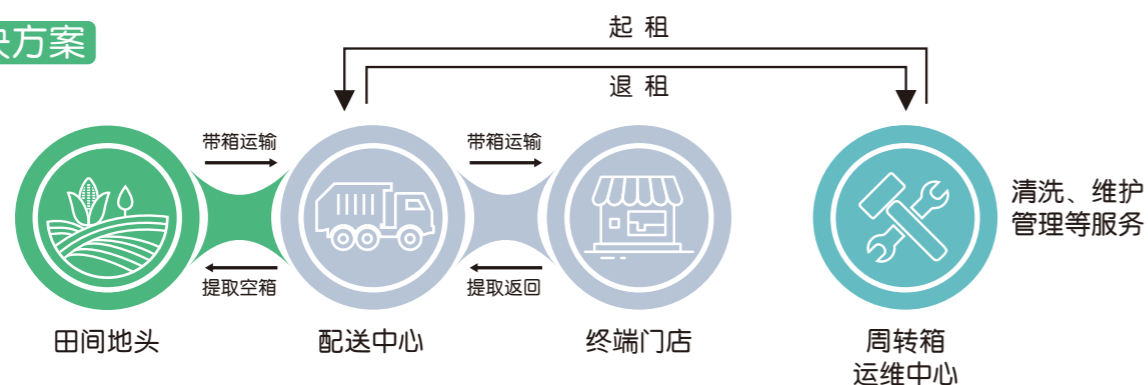 决方案
起 租
退 租
带箱运输
带箱运输
清洗、维护
管理等服务
提取空箱
提取返回
田间地头
配送中心
终端门店
周转箱
运维中心